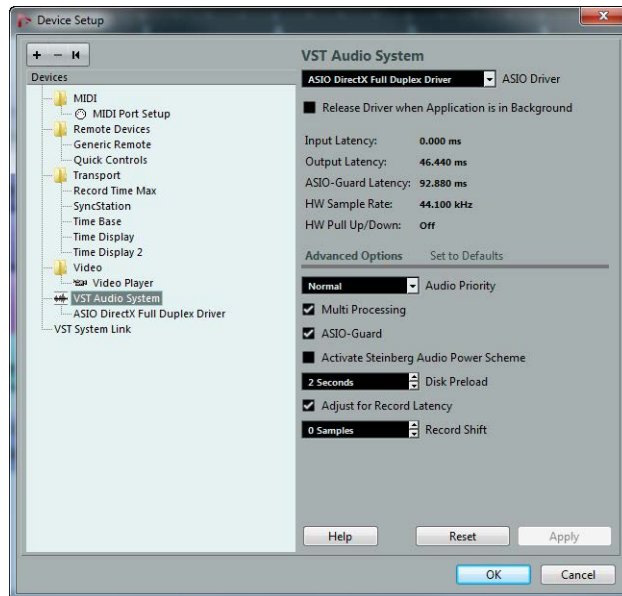 Device Setup
+ -
Devices
MIDI
MIDI Port Setup
Remote Devices
Generic Remote
Quick Controls
Transport
Record Time Max
SyncStation
Time Base
Time Display
Time Display 2
Video
Video Player
VST Audio System
ASIO DirectX Full Duplex Driver
VST System Link
VST Audio System
ASIO DirectX Full Duplex Driver ASIO Driver
Release Driver when Application is in Background
Input Latency: 0.000 ms
Output Latency: 46.440 ms
ASIO-Guard Latency: 92.880 ms
HW Sample Rate: 44.100 kHz
HW Pull Up/Down: Off
Advanced Options Set to Defaults
Normal Audio Priority
Multi Processing
ASIO-Guard
Activate Steinberg Audio Power Scheme
2 Seconds Disk Preload
Adjust for Record Latency
0 Samples Record Shift
Help Reset Apply
OK Cancel